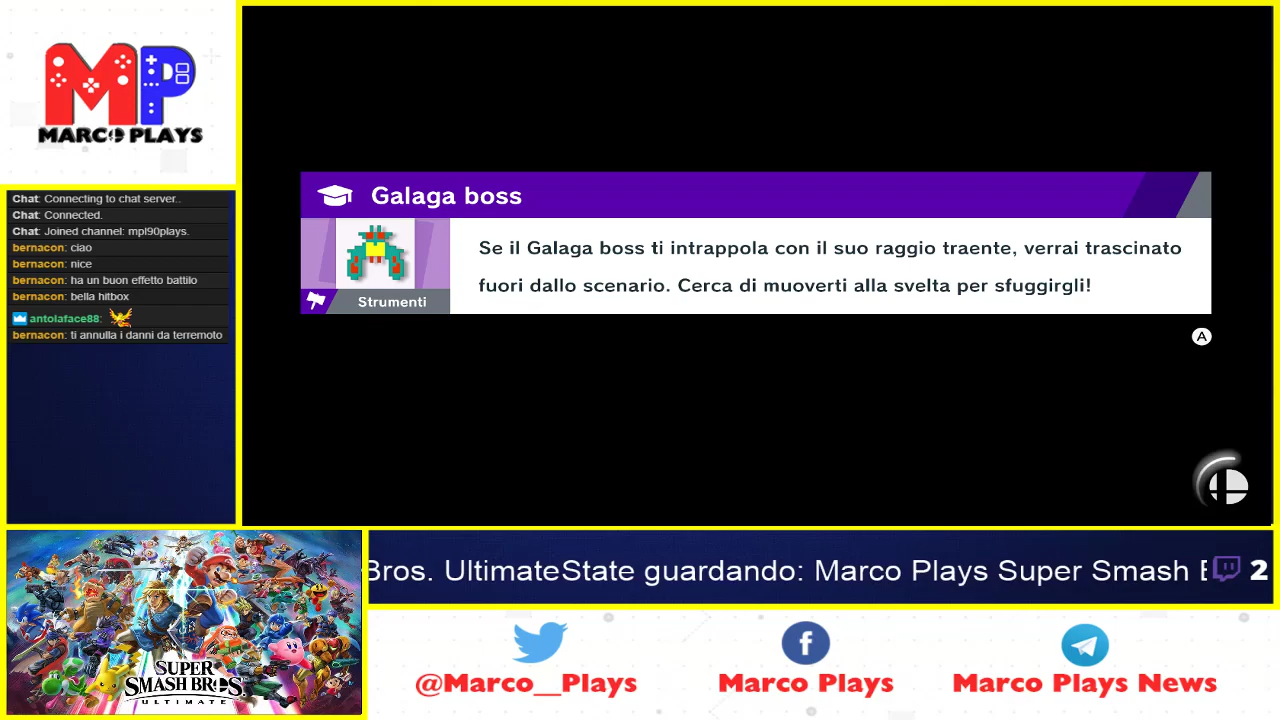 MP
MARCO PLAYS
Chat: Connecting to chat server..
Chat: Connected.
Chat: Joined channel: mpl90plays.
bernacon: ciao
bernacon: nice
bernacon: ha un buon effetto battilo
bernacon: bella hitbox
antolaface88:
bernacon: ti annulla i danni da terremoto
Galaga boss
Se il Galaga boss ti intrappola con il suo raggio traente, verrai trascinato
fuori dallo scenario. Cerca di muoverti alla svelta per sfuggirgli!
Strumenti
A
SUPER
SMASH BROS.
ULTIMATE
Bros. UltimateState guardando: Marco Plays Super Smash B
2
@Marco__Plays
Marco Plays
Marco Plays News